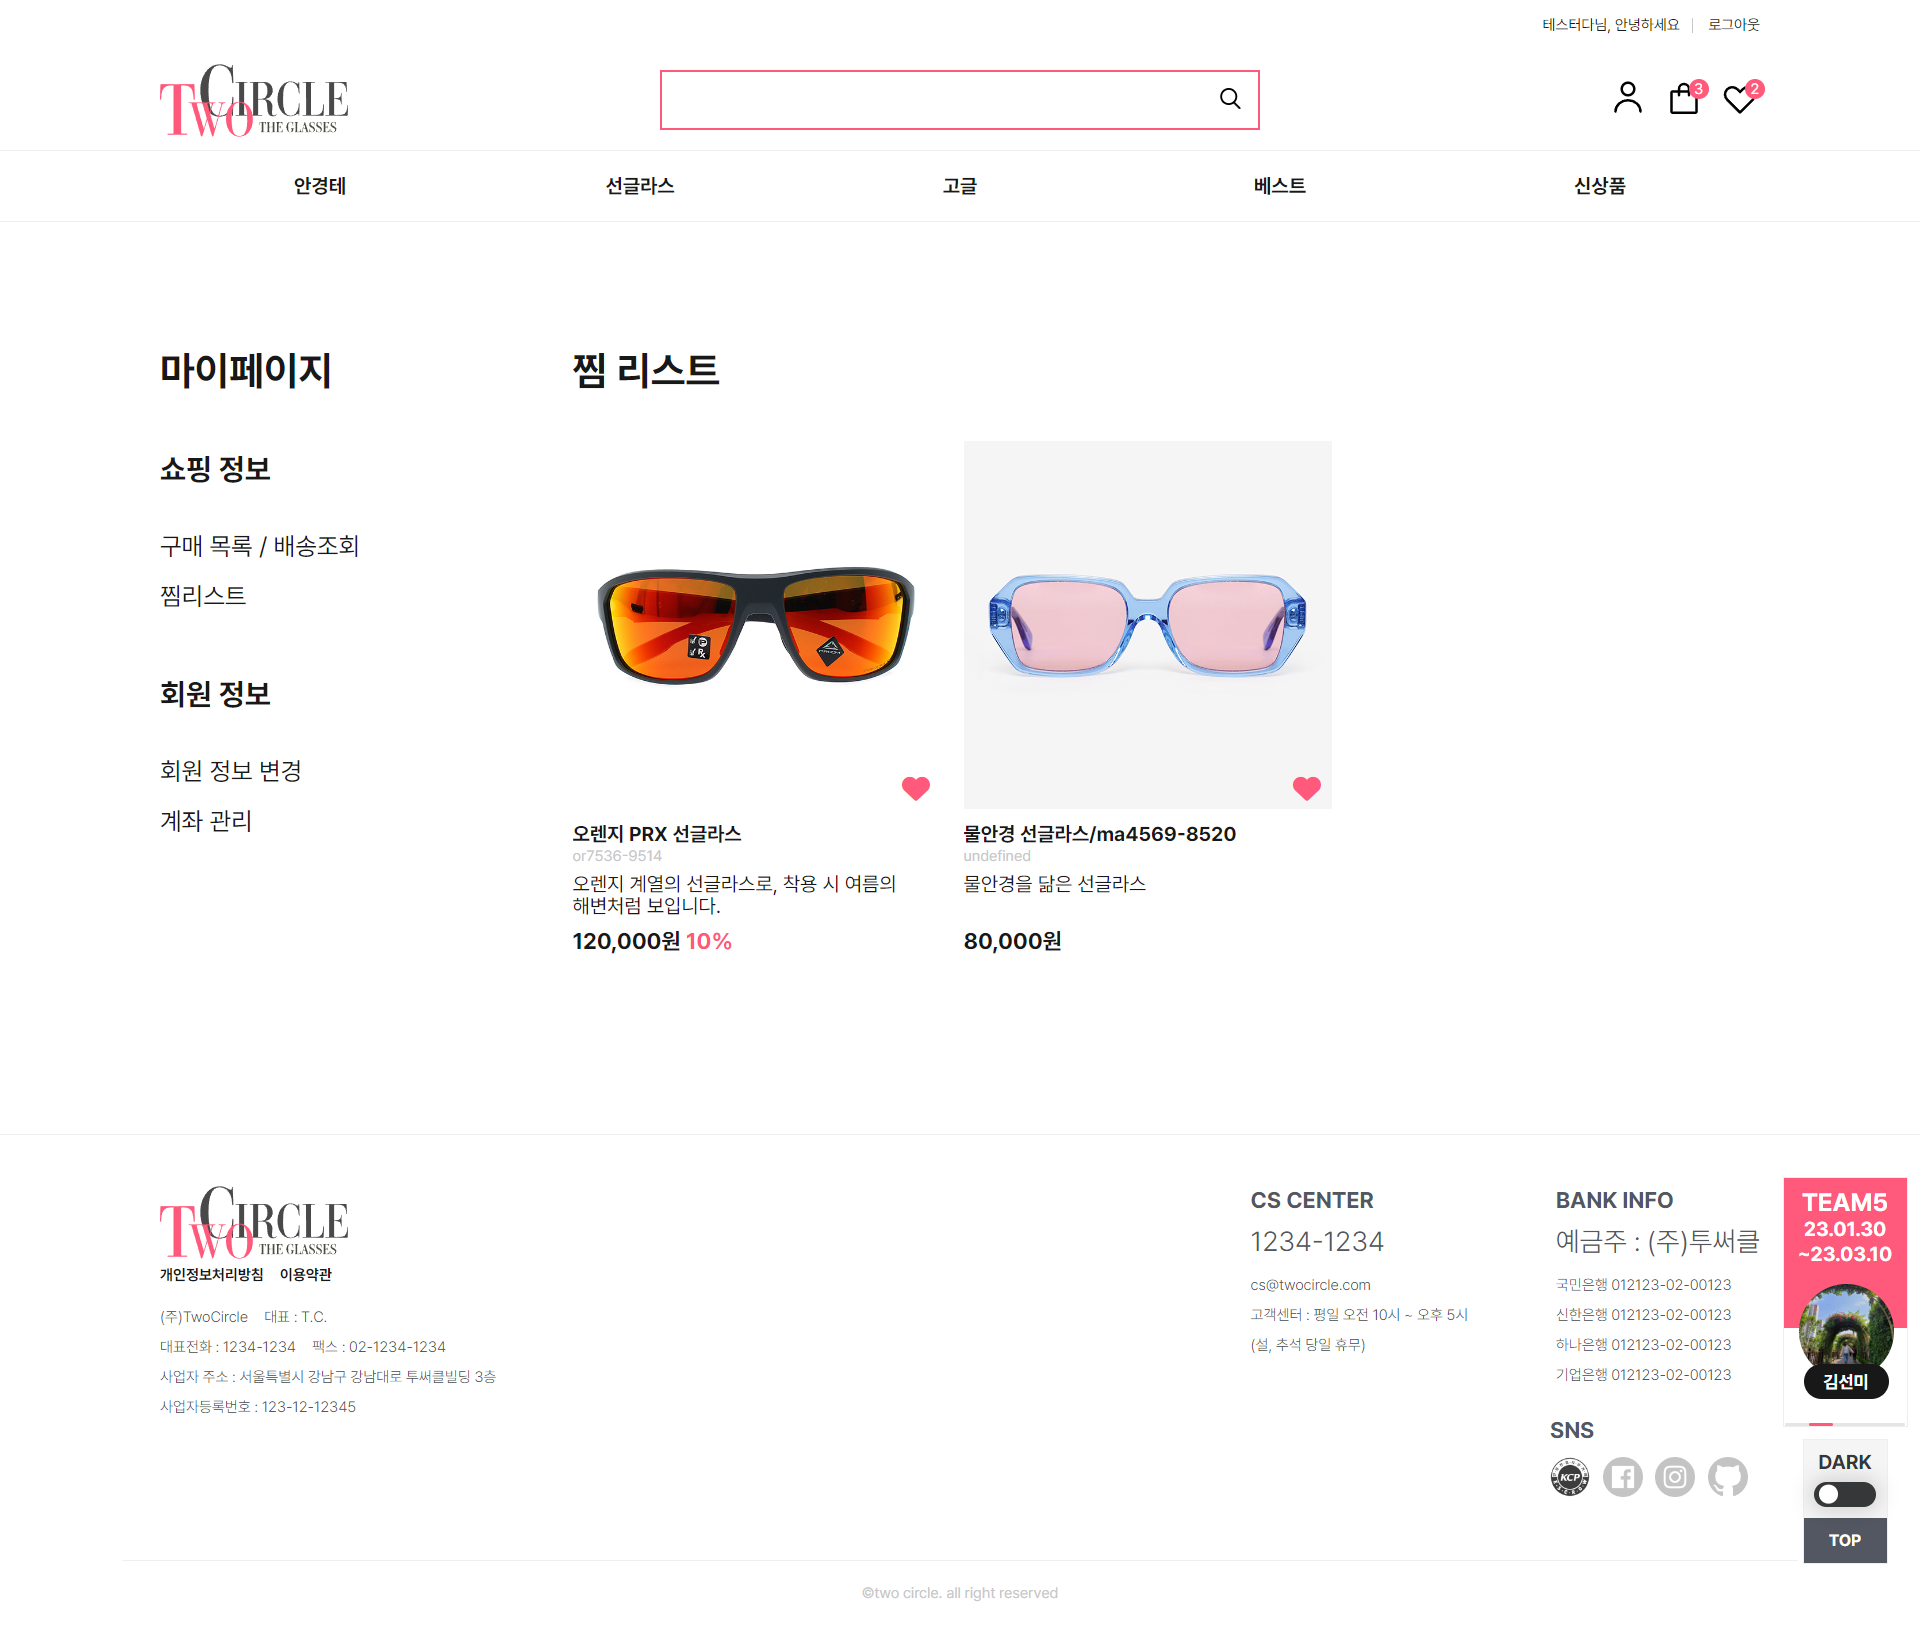 테스터다님, 안녕하세요
로그아웃
TWO CIRCLE
THE GLASSES
3
2
안경테
선글라스
고글
베스트
신상품
마이페이지
쇼핑 정보
구매 목록 / 배송조회
찜리스트
회원 정보
회원 정보 변경
계좌 관리
찜 리스트
오렌지 PRX 선글라스
or7536-9514
오렌지 계열의 선글라스로, 착용 시 여름의
해변처럼 보입니다.
120,000원 10%
물안경 선글라스/ma4569-8520
undefined
물안경을 닮은 선글라스
80,000원
TWO CIRCLE
THE GLASSES
개인정보처리방침 이용약관
(주)TwoCircle 대표 : T.C.
대표전화 : 1234-1234 팩스 : 02-1234-1234
사업자 주소 : 서울특별시 강남구 강남대로 투써클빌딩 3층
사업자등록번호 : 123-12-12345
CS CENTER
1234-1234
cs@twocircle.com
고객센터 : 평일 오전 10시 ~ 오후 5시
(설, 추석 당일 휴무)
BANK INFO
예금주 : (주)투써클
국민은행 012123-02-00123
신한은행 012123-02-00123
하나은행 012123-02-00123
기업은행 012123-02-00123
SNS
KCP
TEAM5
23.01.30
~23.03.10
김선미
DARK
TOP
©two circle. all right reserved